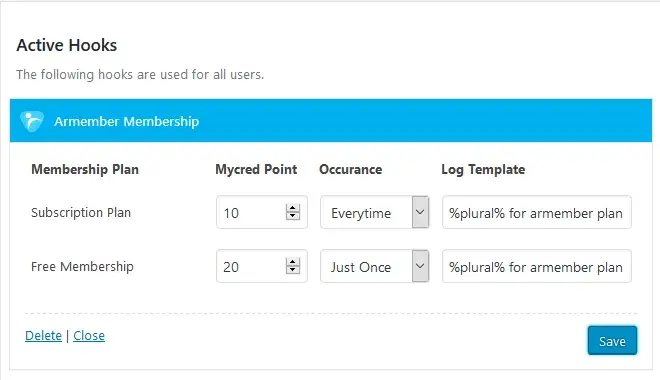 Active Hooks
The following hooks are used for all users.
Armember Membership
Membership Plan Mycred Point Occurance Log Template
Subscription Plan 10 Everytime %plural% for armember plan
Free Membership 20 Just Once %plural% for armember plan
Delete | Close Save